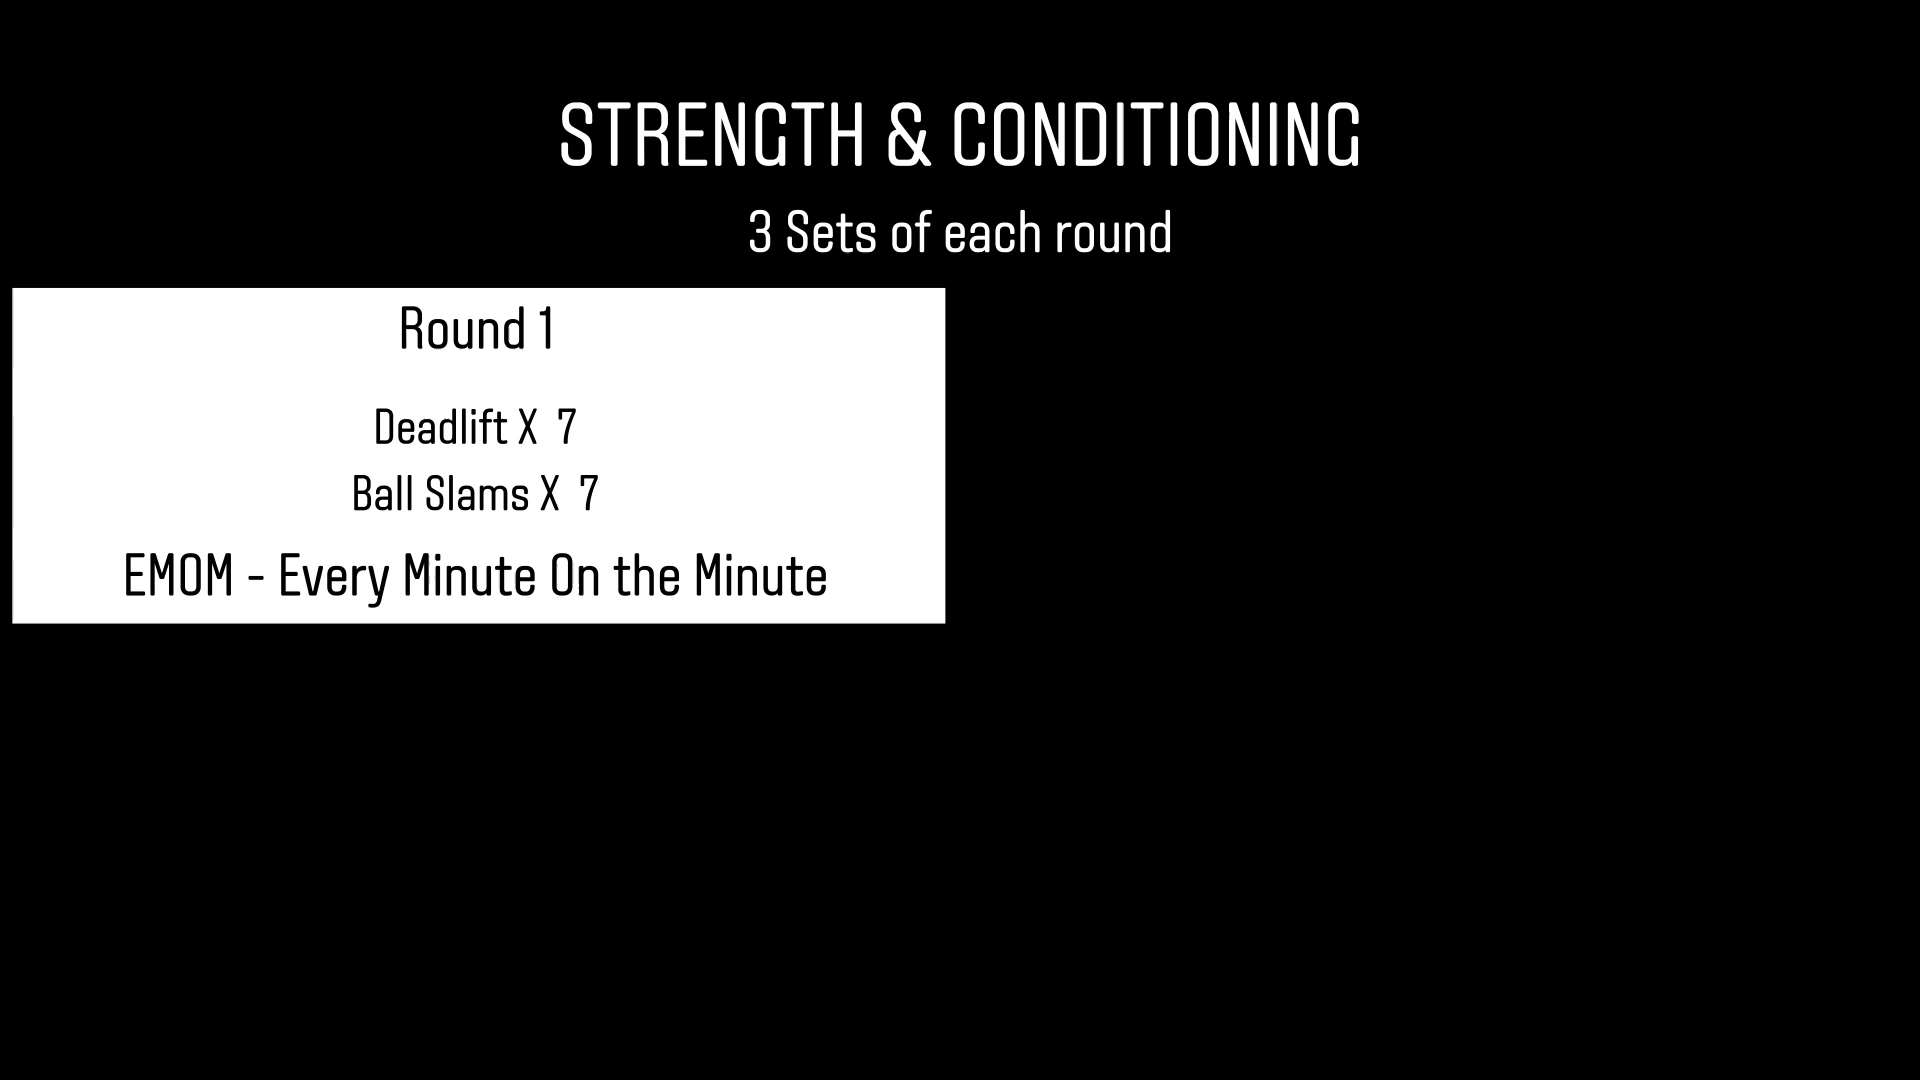 STRENGTH & CONDITIONING
3 Sets of each round
Round 1
Deadlift X 7
Ball Slams X 7
EMOM - Every Minute On the Minute